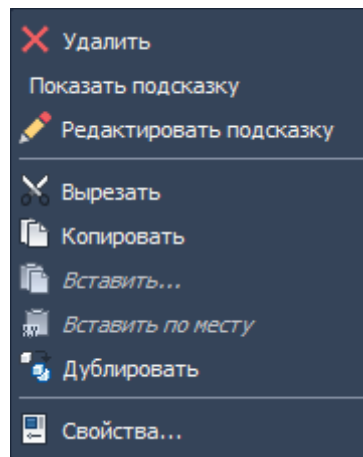 Удалить
Показать подсказку
Редактировать подсказку
Вырезать
Копировать
Вставить...
Вставить по месту
Дублировать
Свойства...